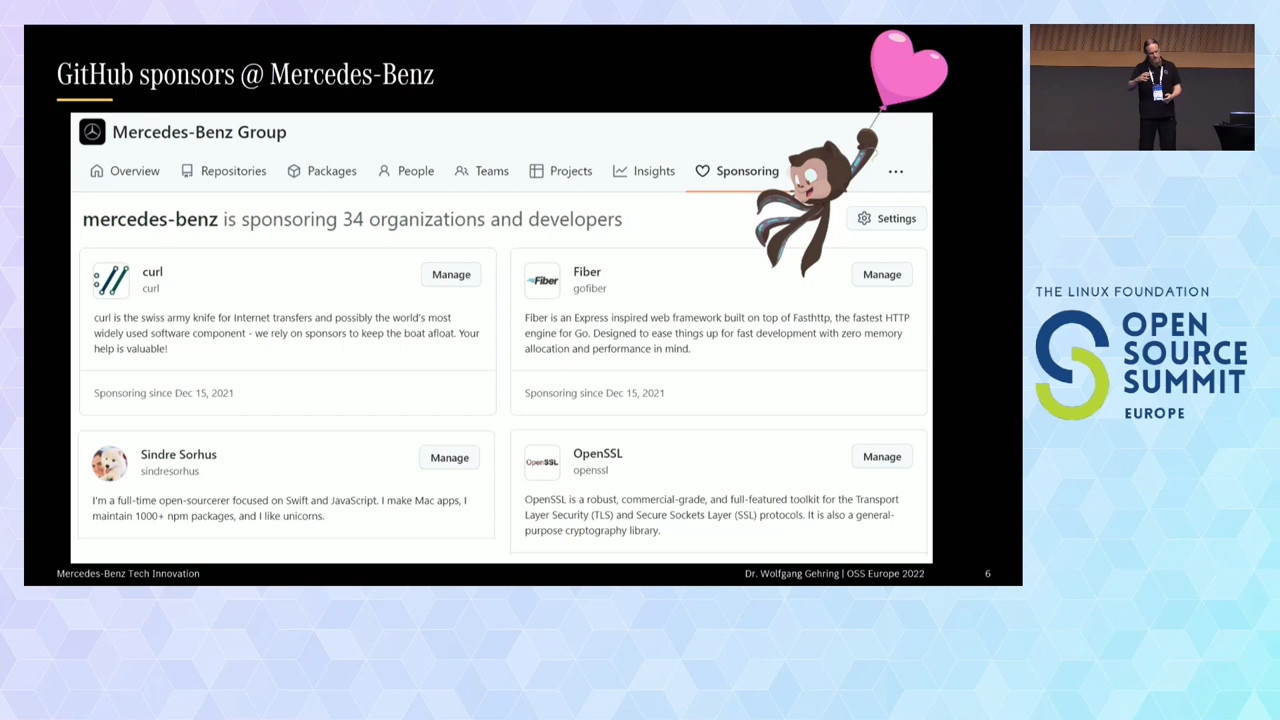 GitHub sponsors @ Mercedes-Benz
Mercedes-Benz Group
Overview
Repositories
Packages
People
Teams
Projects
Insights
Sponsoring
mercedes-benz is sponsoring 34 organizations and developers
Settings
curl
curl
Manage
curl is the swiss army knife for Internet transfers and possibly the world's most
widely used software component - we rely on sponsors to keep the boat afloat. Your
help is valuable!
Sponsoring since Dec 15, 2021
Fiber
Fiber
gofiber
Manage
Fiber is an Express inspired web framework built on top of Fasthttp, the fastest HTTP
engine for Go. Designed to ease things up for fast development with zero memory
allocation and performance in mind.
Sponsoring since Dec 15, 2021
Sindre Sorhus
sindresorhus
Manage
I'm a full-time open-sourcerer focused on Swift and JavaScript. I make Mac apps, I
maintain 1000+ npm packages, and I like unicorns.
OpenSSL
OpenSSL
openssl
Manage
OpenSSL is a robust, commercial-grade, and full-featured toolkit for the Transport
Layer Security (TLS) and Secure Sockets Layer (SSL) protocols. It is also a general-
purpose cryptography library.
Mercedes-Benz Tech Innovation
Dr. Wolfgang Gehring | OSS Europe 2022
6
THE LINUX FOUNDATION
OPEN
SOURCE
SUMMIT
EUROPE